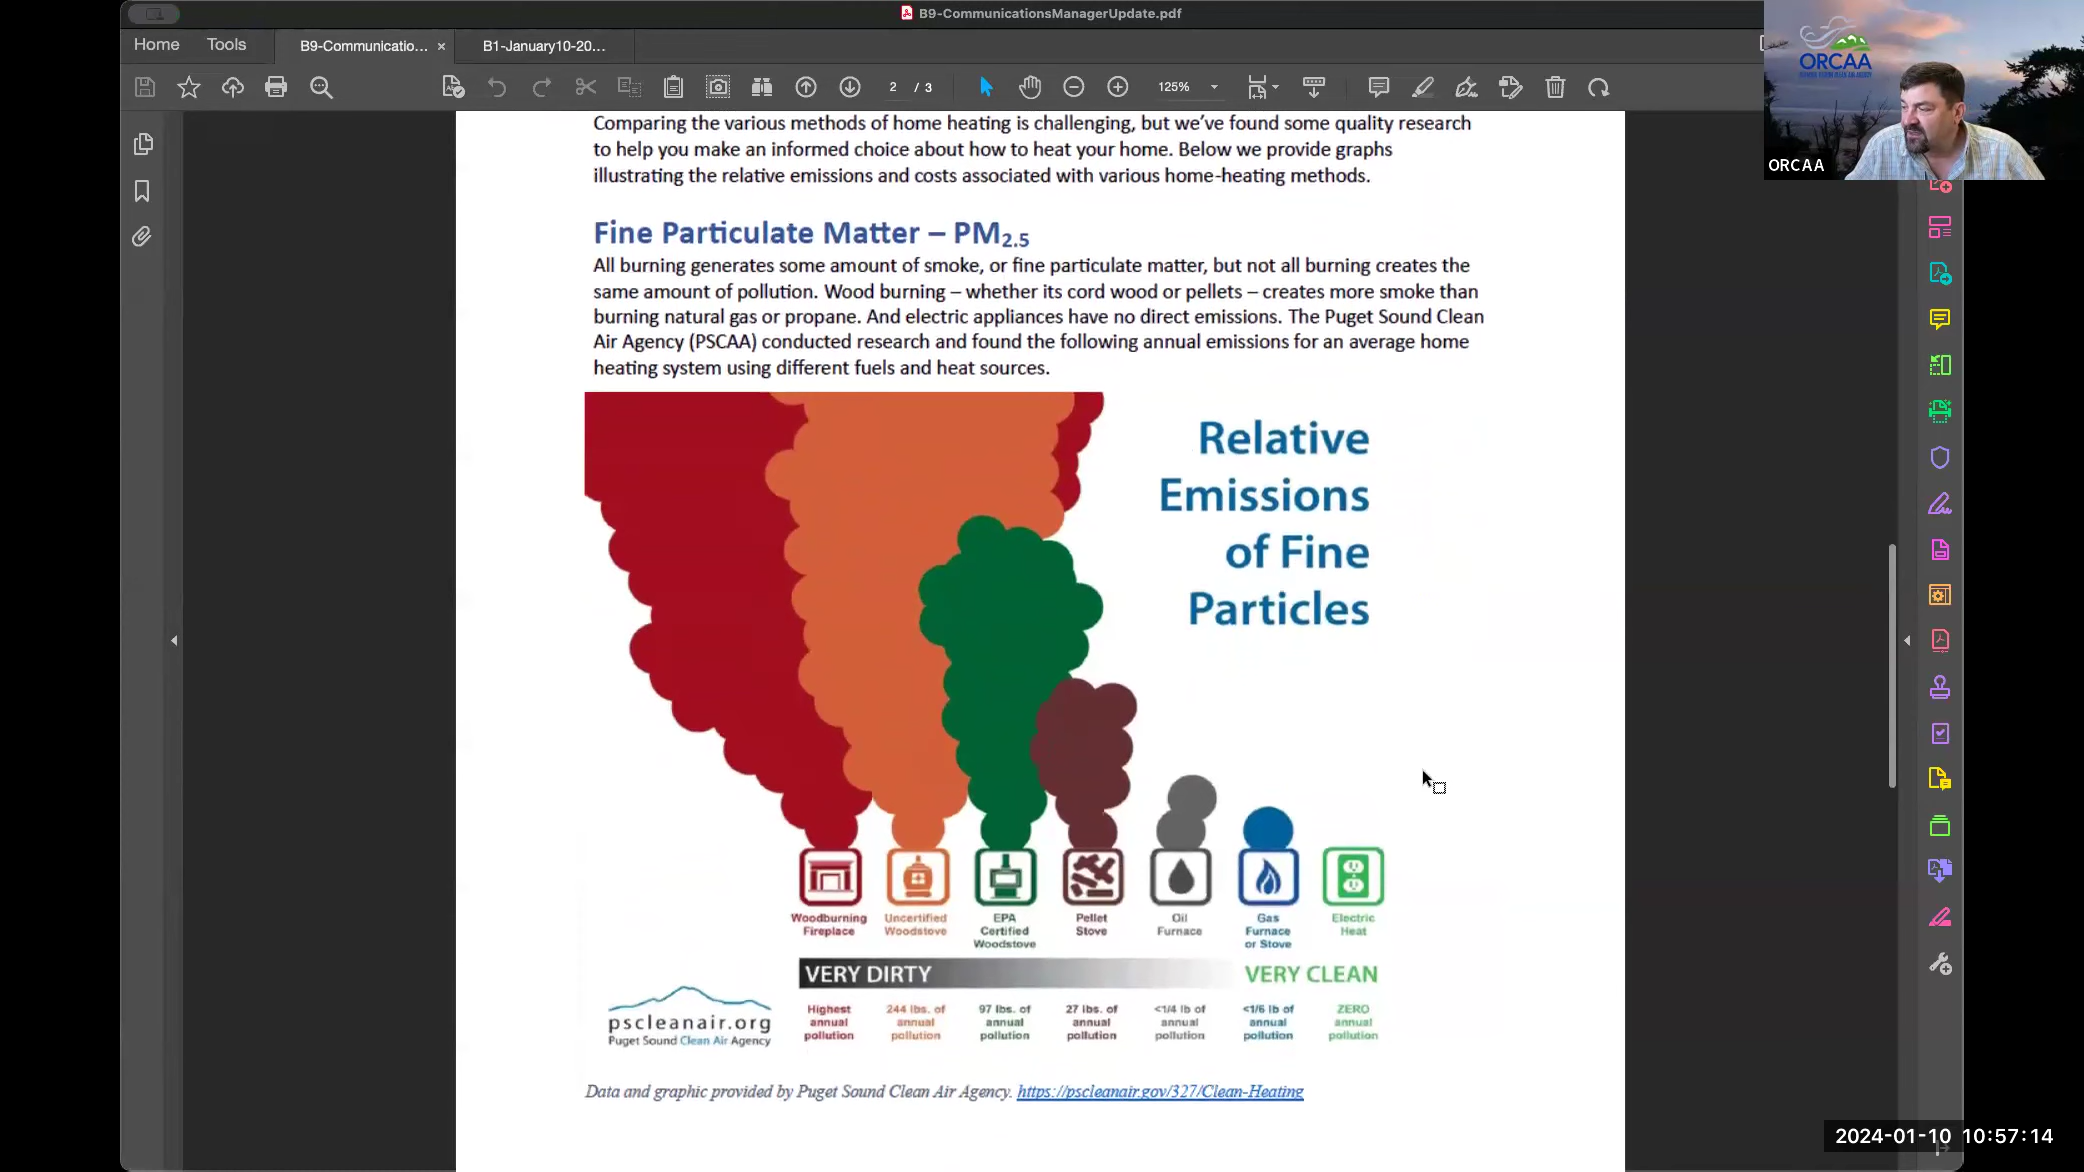 B9-CommunicationsManagerUpdate.pdf
Home
Tools
B9-Communicatio...
×
B1-January10-20...
2 / 3
125%
ORCAA
ORCAA
Comparing the various methods of home heating is challenging, but we've found some quality research
to help you make an informed choice about how to heat your home. Below we provide graphs
illustrating the relative emissions and costs associated with various home-heating methods.
Fine Particulate Matter – PM2.5
All burning generates some amount of smoke, or fine particulate matter, but not all burning creates the
same amount of pollution. Wood burning – whether its cord wood or pellets – creates more smoke than
burning natural gas or propane. And electric appliances have no direct emissions. The Puget Sound Clean
Air Agency (PSCAA) conducted research and found the following annual emissions for an average home
heating system using different fuels and heat sources.
Relative
Emissions
of Fine
Particles
Woodburning
Fireplace
Uncertified
Woodstove
EPA
Certified
Woodstove
Pellet
Stove
Oil
Furnace
Gas
Furnace
or Stove
Electric
Heat
VERY DIRTY
VERY CLEAN
Highest
annual
pollution
244 lbs. of
annual
pollution
97 lbs. of
annual
pollution
27 lbs. of
annual
pollution
<1/4 lb of
annual
pollution
<1/6 lb of
annual
pollution
ZERO
annual
pollution
pscleanair.org
Puget Sound Clean Air Agency
Data and graphic provided by Puget Sound Clean Air Agency. https://pscleanair.gov/327/Clean-Heating
2024-01-10 10:57:14